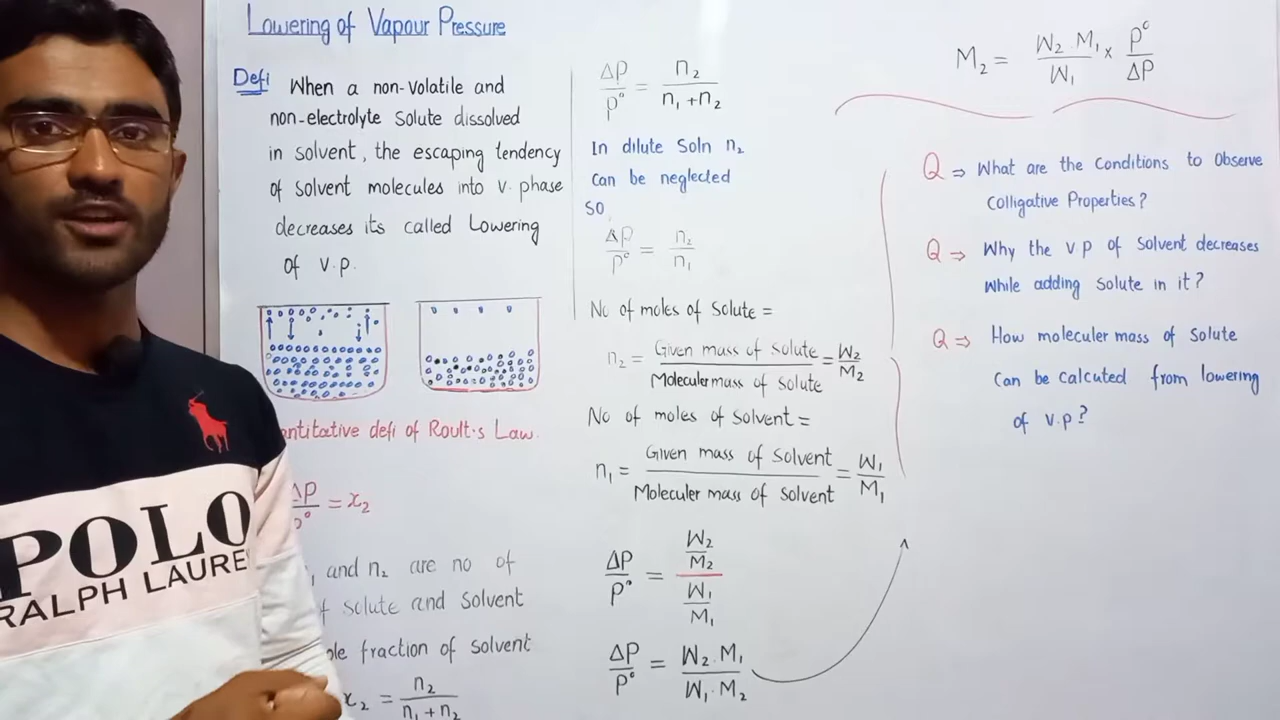 Lowering of Vapour Pressure
Defi When a non-volatile and
non-electrolyte Solute dissolved
in solvent, the escaping tendency
of solvent molecules into v. phase
decreases its called Lowering
of v.p.
antitative defi of Roult's Law.
ΔP/P° = x₂
and n₂ are no of
f solute and Solvent
ole fraction of solvent
x₂ = n₂/(n₁ + n₂)
ΔP/P° = n₂/(n₁ + n₂)
In dilute Soln n₂
Can be neglected
SO
ΔP/P° = n₂/n₁
No of moles of Solute =
n₂ = Given mass of Solute/Moleculer mass of Solute = W₂/M₂
No of moles of Solvent =
n₁ = Given mass of Solvent/Moleculer mass of Solvent = W₁/M₁
ΔP/P° = (W₂/M₂)/(W₁/M₁)
ΔP/P° = W₂ . M₁/W₁ . M₂
M₂ = W₂ . M₁/W₁ × P°/ΔP
Q ⇒ What are the Conditions to Observe
Colligative Properties?
Q ⇒ Why the v p of Solvent decreases
While adding Solute in it?
Q ⇒ How moleculer mass of Solute
Can be calcuted from lowering
of v.p?
POLO
RALPH LAURE